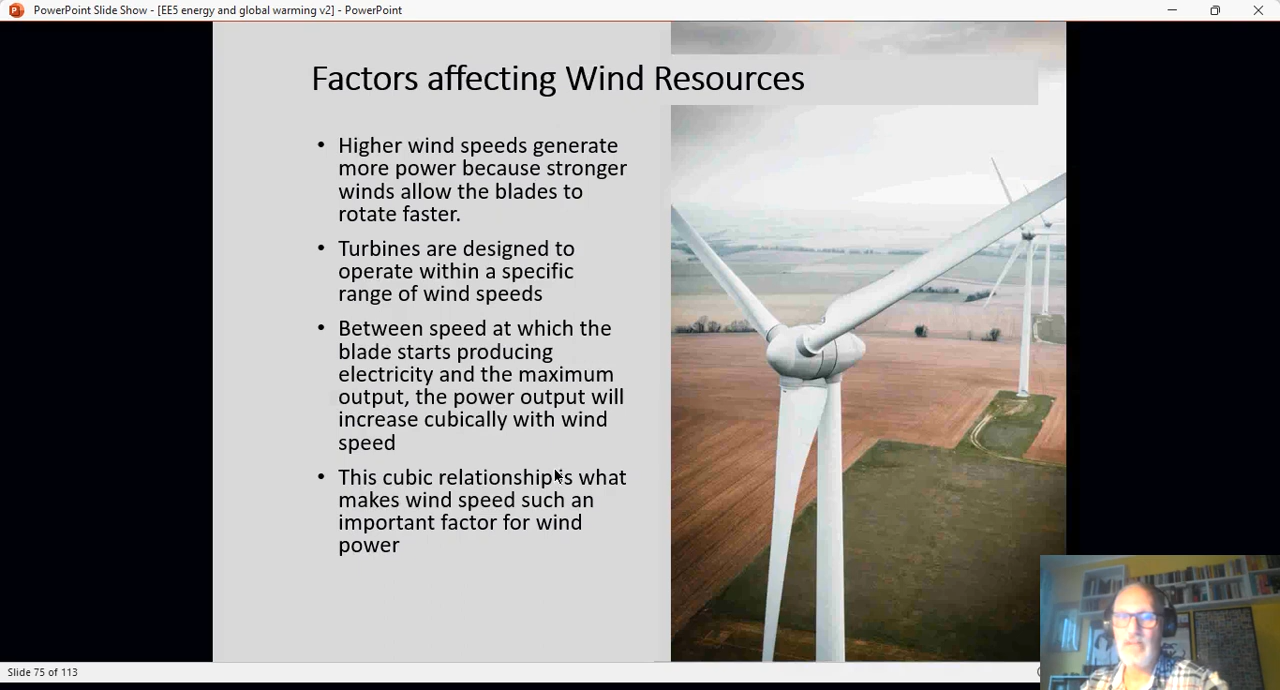 PowerPoint Slide Show - [EE5 energy and global warming v2] - PowerPoint
Factors affecting Wind Resources
• Higher wind speeds generate
more power because stronger
winds allow the blades to
rotate faster.
• Turbines are designed to
operate within a specific
range of wind speeds
• Between speed at which the
blade starts producing
electricity and the maximum
output, the power output will
increase cubically with wind
speed
• This cubic relationship is what
makes wind speed such an
important factor for wind
power
Slide 75 of 113